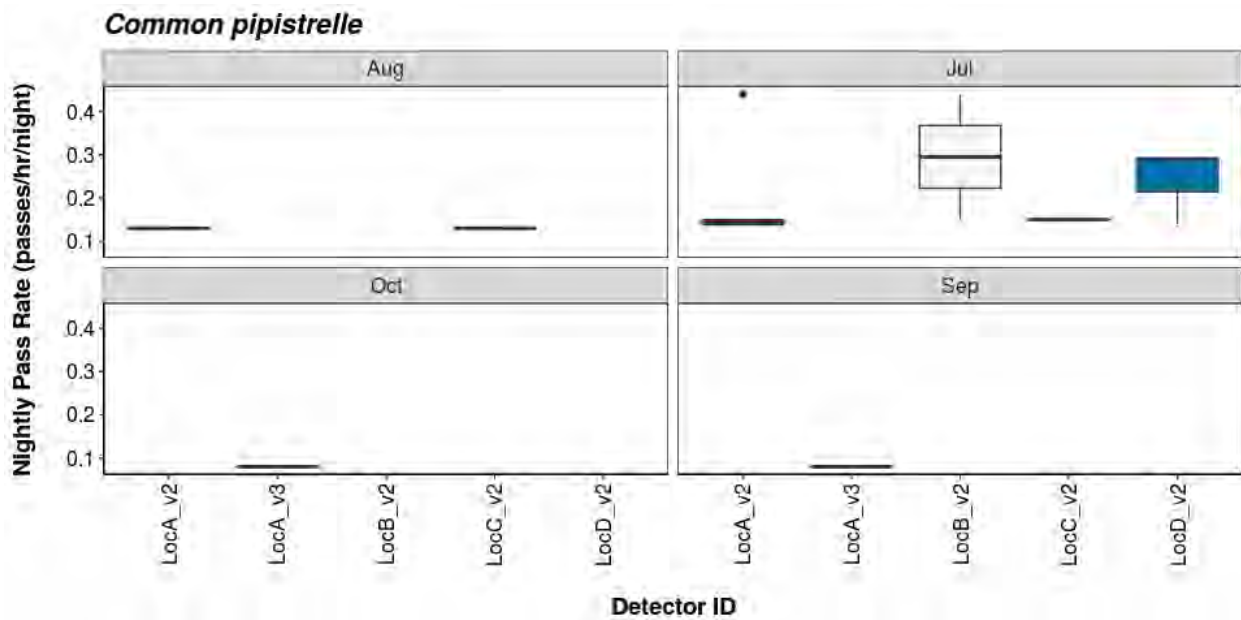 Common pipistrelle
Aug
Jul
Nightly Pass Rate (passes/hr/night)
0.4
0.3
0.2
0.1
Oct
Sep
0.4
0.3
0.2
0.1
LocA_v2
LocA_v3
LocB_v2
LocC_v2
LocD_v2
LocA_v2
LocA_v3
LocB_v2
LocC_v2
LocD_v2
Detector ID